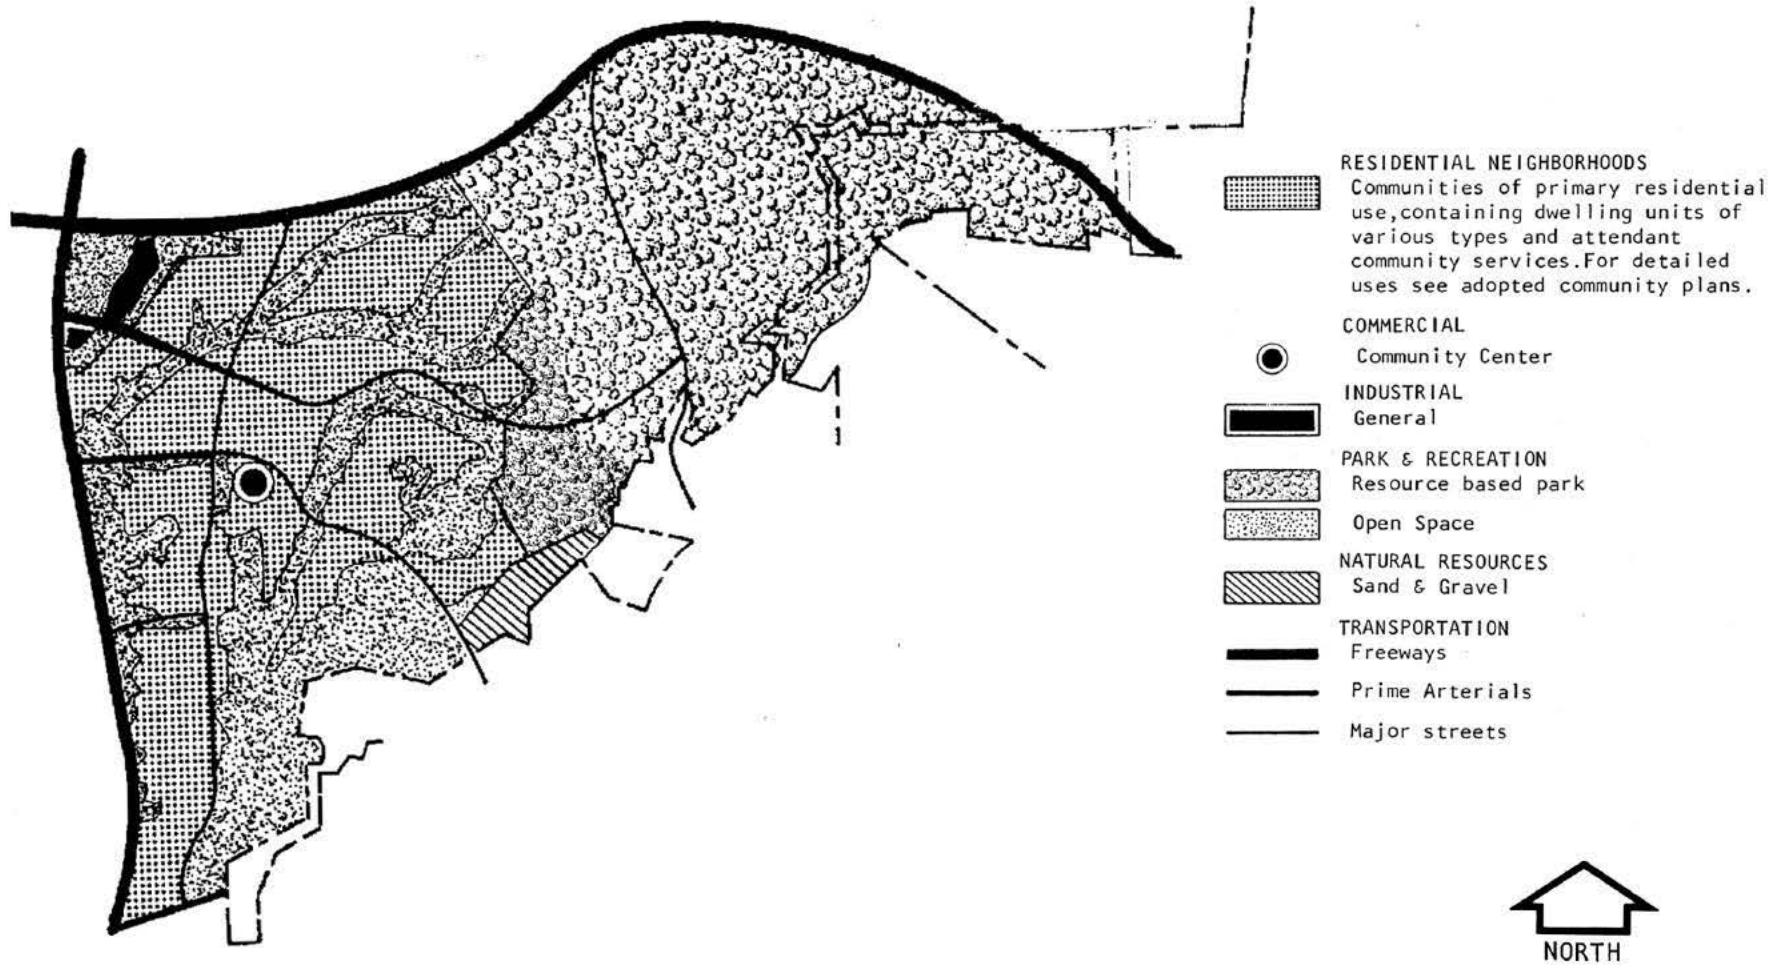 RESIDENTIAL NEIGHBORHOODS
Communities of primary residential
use,containing dwelling units of
various types and attendant
community services.For detailed
uses see adopted community plans.
COMMERCIAL
Community Center
INDUSTRIAL
General
PARK & RECREATION
Resource based park
Open Space
NATURAL RESOURCES
Sand & Gravel
TRANSPORTATION
Freeways
Prime Arterials
Major streets
NORTH